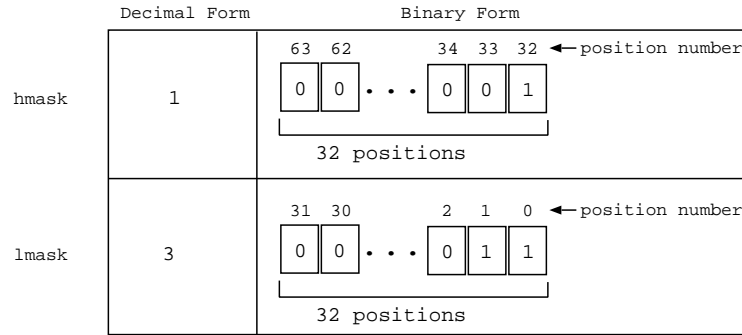 Decimal Form Binary Form
63 62 34 33 32 position number
hmask 1 0 0 ... 0 0 1
32 positions
31 30 2 1 0 position number
lmask 3 0 0 ... 0 1 1
32 positions